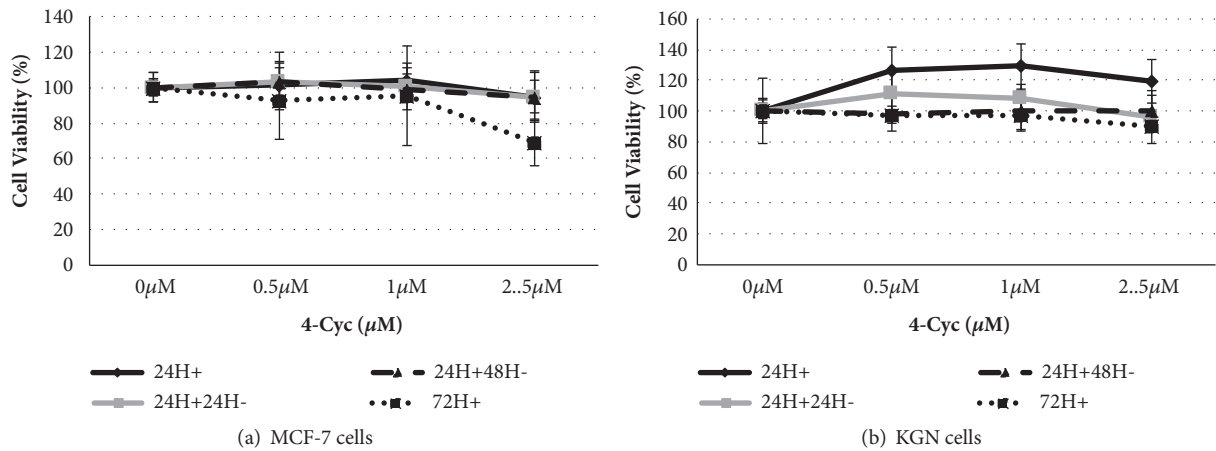 140
120
100
80
60
40
20
0
Cell Viability (%)
0μM
0.5μM
1μM
2..5μM
4-Cyc (μM)
24H+
24H+48H-
24H+24H-
72H+
(a) MCF-7 cells
160
140
120
100
80
60
40
20
0
Cell Viability (%)
0μM
0.5μM
1μM
2..5μM
4-Cyc (μM)
24H+
24H+48H-
24H+24H-
72H+
(b) KGN cells